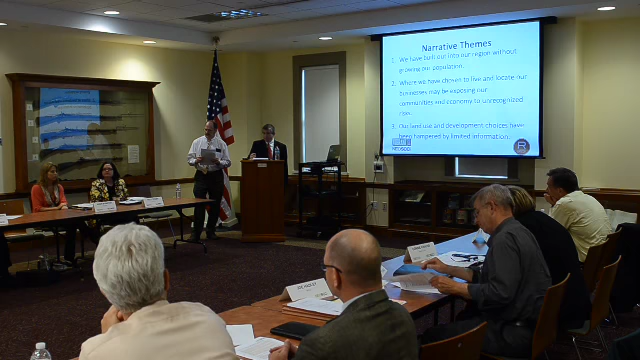 Narrative Themes
1. We have built out into our region without
growing our population.
2. Where we have chosen to live and locate our
businesses may be exposing our
communities and economy to unrecognized
risks.
3. Our land use and development choices have
been hampered by limited information.